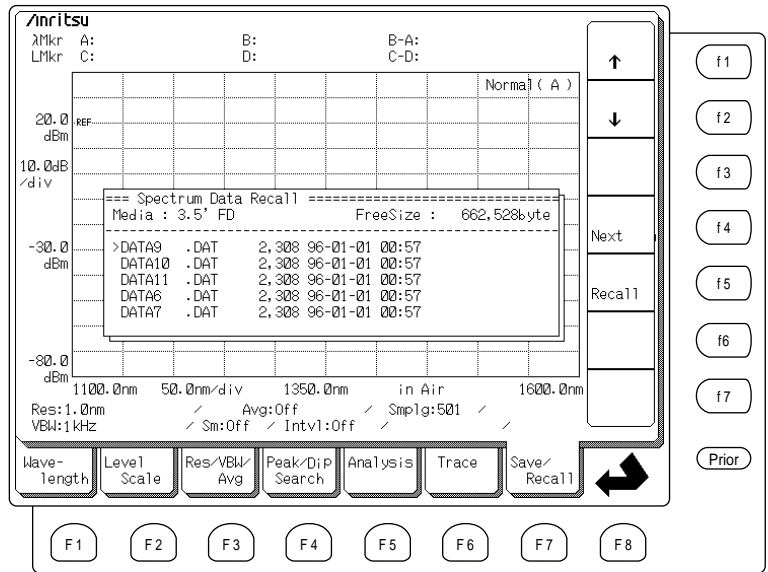 Anritsu
λMkr A: B: B-A:
LMkr C: D: C-D:
Normal( A )
20.0 REF
dBm
10.0dB
/div
-30.0
dBm
-80.0
dBm
=== Spectrum Data Recall ==============================
Media : 3.5' FD FreeSize : 662,528byte
-------------------------------------------------------
>DATA9 .DAT 2,308 96-01-01 00:57
DATA10 .DAT 2,308 96-01-01 00:57
DATA11 .DAT 2,308 96-01-01 00:57
DATA6 .DAT 2,308 96-01-01 00:57
DATA7 .DAT 2,308 96-01-01 00:57
1100.0nm 50.0nm/div 1350.0nm in Air 1600.0nm
Res:1.0nm / Avg:Off / Smplg:501 /
VBW:1kHz / Sm:Off / Intvl:Off / /
↑
↓
Next
Recall
Wave-
length
Level
Scale
Res/VBW/
Avg
Peak/Dip
Search
Analysis
Trace
Save/
Recall
f1
f2
f3
f4
f5
f6
f7
Prior
F1 F2 F3 F4 F5 F6 F7 F8